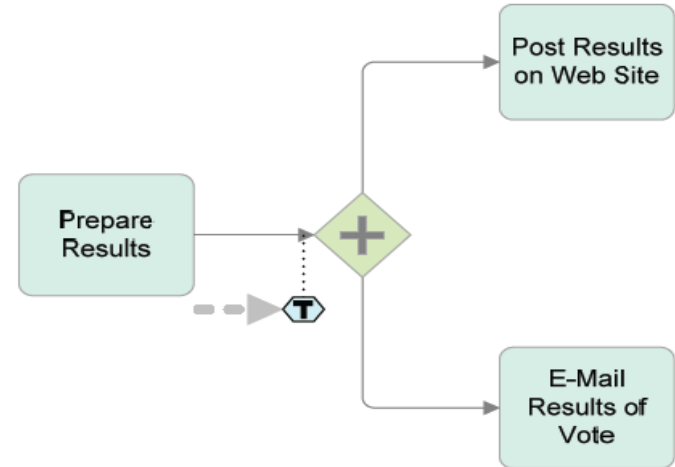 Post Results
on Web Site
Prepare
Results
T
E-Mail
Results of
Vote